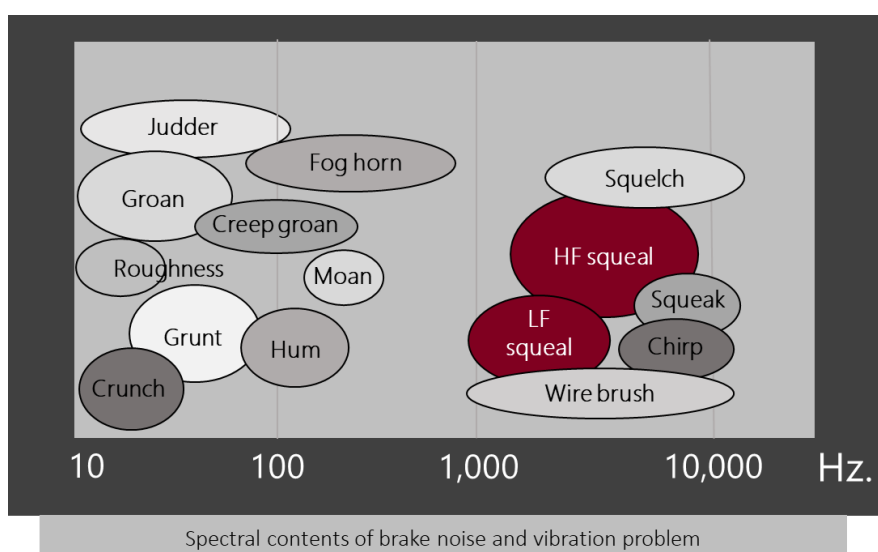 Judder
Fog horn
Squelch
Groan
Creep groan
HF squeal
Roughness
Moan
Squeak
Grunt
Hum
LF
squeal
Chirp
Crunch
Wire brush
10 100 1,000 10,000 Hz.
Spectral contents of brake noise and vibration problem